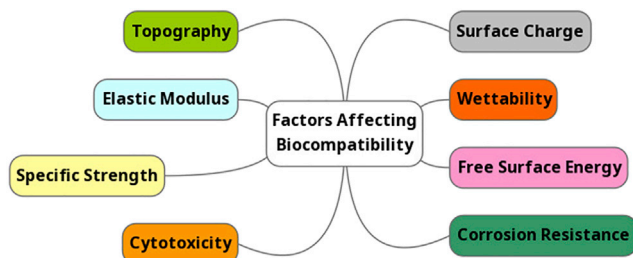 Topography
Surface Charge
Elastic Modulus
Wettability
Factors Affecting
Biocompatibility
Specific Strength
Free Surface Energy
Cytotoxicity
Corrosion Resistance